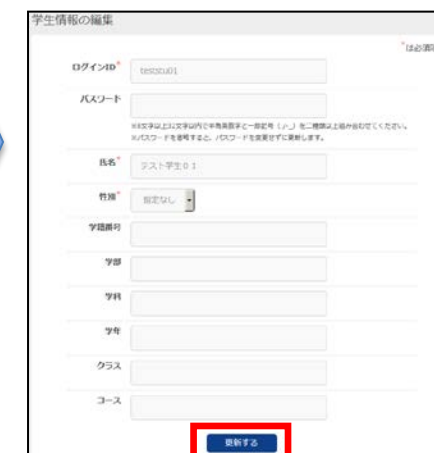 学生情報の編集
*は必須項
ログインID*
teststu01
パスワード
※8文字以上32文字以内で半角英数字と一部記号（ /-_）を二種類以上組み合わせてください。
※パスワードを省略すると、パスワードを変更せずに更新します。
氏名*
テスト学生01
性別*
指定なし
学籍番号
学部
学科
学年
クラス
コース
更新する